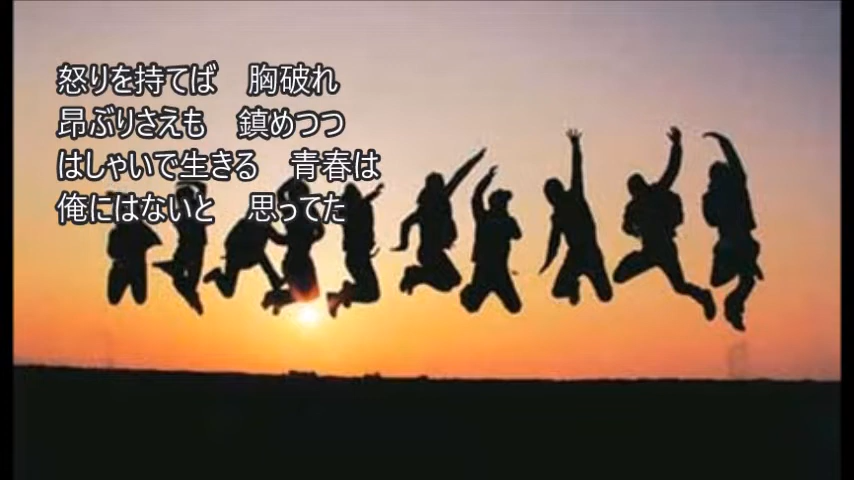 怒りを持てば　胸破れ
昂ぶりさえも　鎮めつつ
はしゃいで生きる　青春は
俺にはないと　思ってた